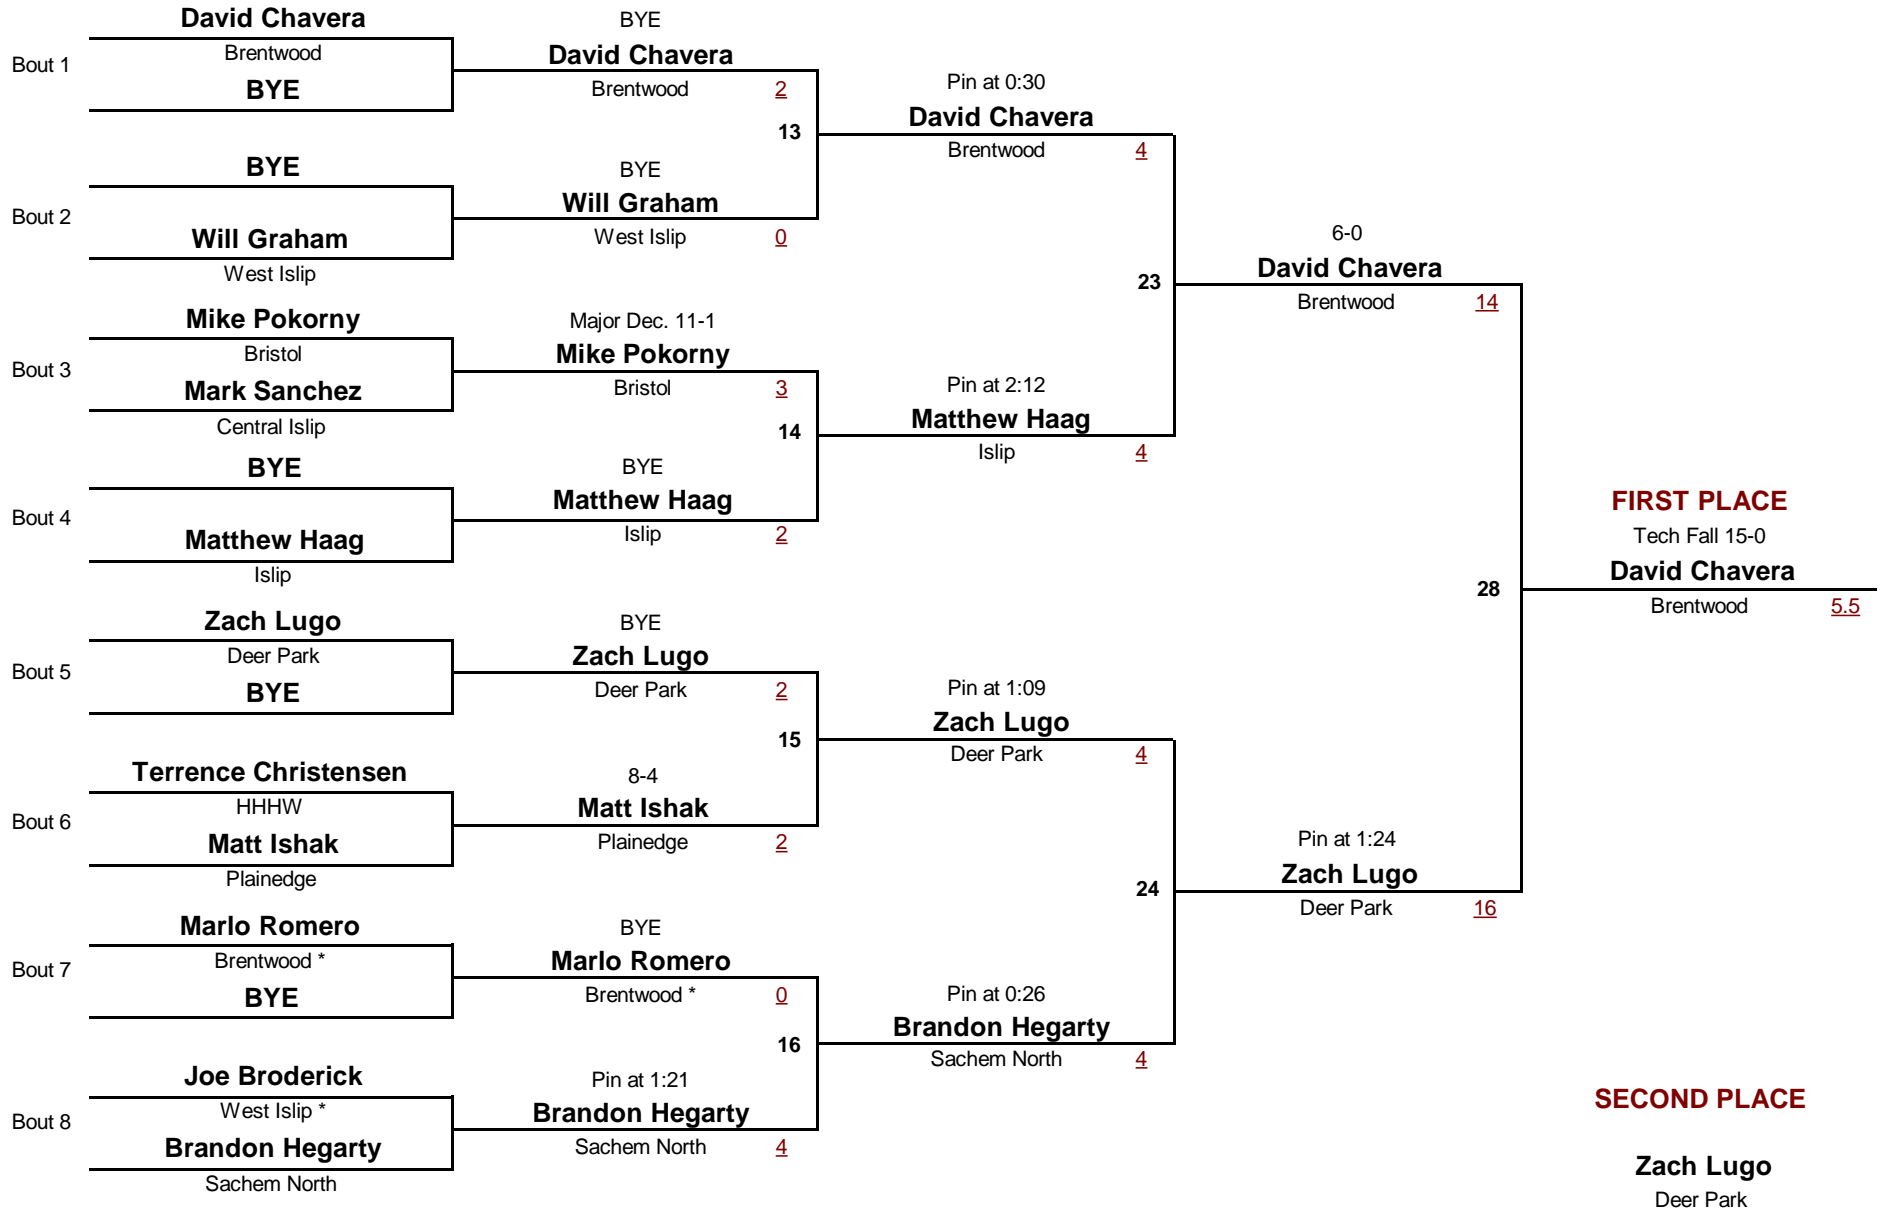 David Chavera
Bout 1
Brentwood
BYE
BYE
Bout 2
Will Graham
West Islip
Mike Pokorny
Bout 3
Bristol
Mark Sanchez
Central Islip
BYE
Bout 4
Matthew Haag
Islip
Zach Lugo
Bout 5
Deer Park
BYE
Terrence Christensen
Bout 6
HHHW
Matt Ishak
Plainedge
Marlo Romero
Bout 7
Brentwood *
BYE
Joe Broderick
Bout 8
West Islip *
Brandon Hegarty
Sachem North
BYE
David Chavera
Brentwood 2
13
BYE
Will Graham
West Islip 0
Major Dec. 11-1
Mike Pokorny
Bristol 3
14
BYE
Matthew Haag
Islip 2
BYE
Zach Lugo
Deer Park 2
15
8-4
Matt Ishak
Plainedge 2
BYE
Marlo Romero
Brentwood * 0
16
Pin at 1:21
Brandon Hegarty
Sachem North 4
Pin at 0:30
David Chavera
Brentwood 4
23
Pin at 2:12
Matthew Haag
Islip 4
Pin at 1:09
Zach Lugo
Deer Park 4
24
Pin at 0:26
Brandon Hegarty
Sachem North 4
6-0
David Chavera
Brentwood 14
28
Pin at 1:24
Zach Lugo
Deer Park 16
FIRST PLACE
Tech Fall 15-0
David Chavera
Brentwood 5.5
SECOND PLACE
Zach Lugo
Deer Park